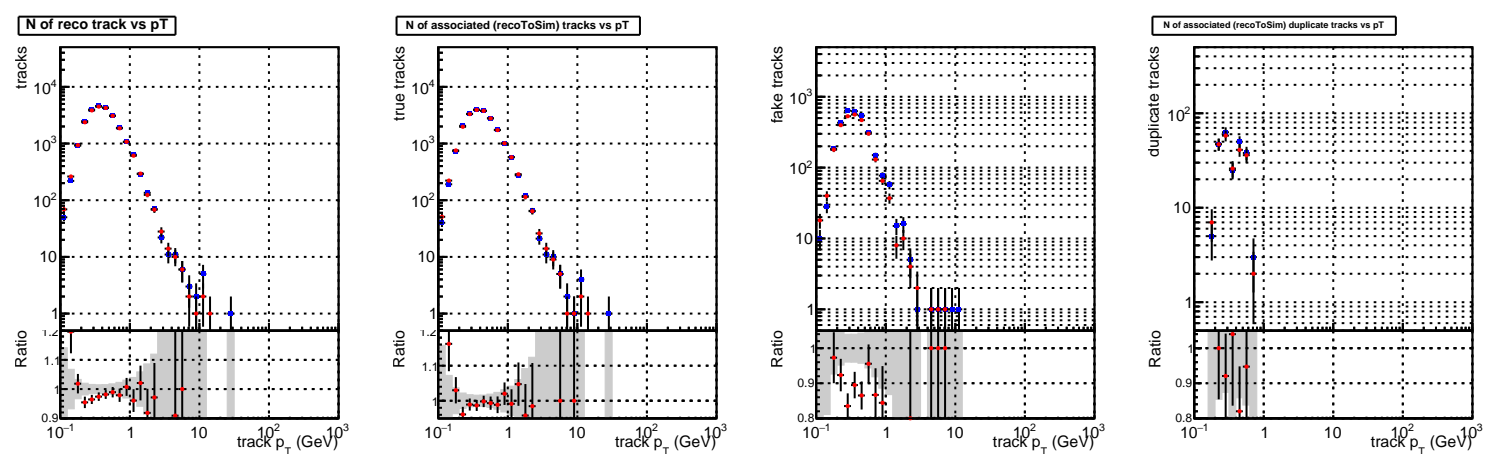 N of reco track vs pT
tracks
10^4
10^3
10^2
10
1
Ratio
1.2
1.1
1
0.9
10^-1 1 10 10^2 10^3
track p_T (GeV)
N of associated (recoToSim) tracks vs pT
true tracks
10^4
10^3
10^2
10
1
Ratio
1.2
1.1
1
10^-1 1 10 10^2 10^3
track p_T (GeV)
fake tracks
10^3
10^2
10
1
Ratio
1
0.9
0.8
10^-1 1 10 10^2 10^3
track p_T (GeV)
N of associated (recoToSim) duplicate tracks vs pT
duplicate tracks
10^2
10
1
Ratio
1
0.9
0.8
10^-1 1 10 10^2 10^3
track p_T (GeV)